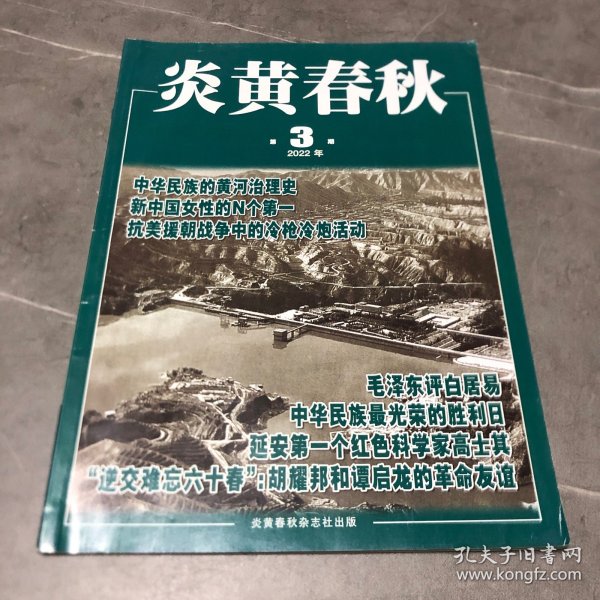 炎黄春秋
第 3 期
2022 年
中华民族的黄河治理史
新中国女性的N个第一
抗美援朝战争中的冷枪冷炮活动
毛泽东评白居易
中华民族最光荣的胜利日
延安第一个红色科学家高士其
“逆交难忘六十春”:胡耀邦和谭启龙的革命友谊
炎黄春秋杂志社出版
孔夫子旧书网
www.kongfz.com